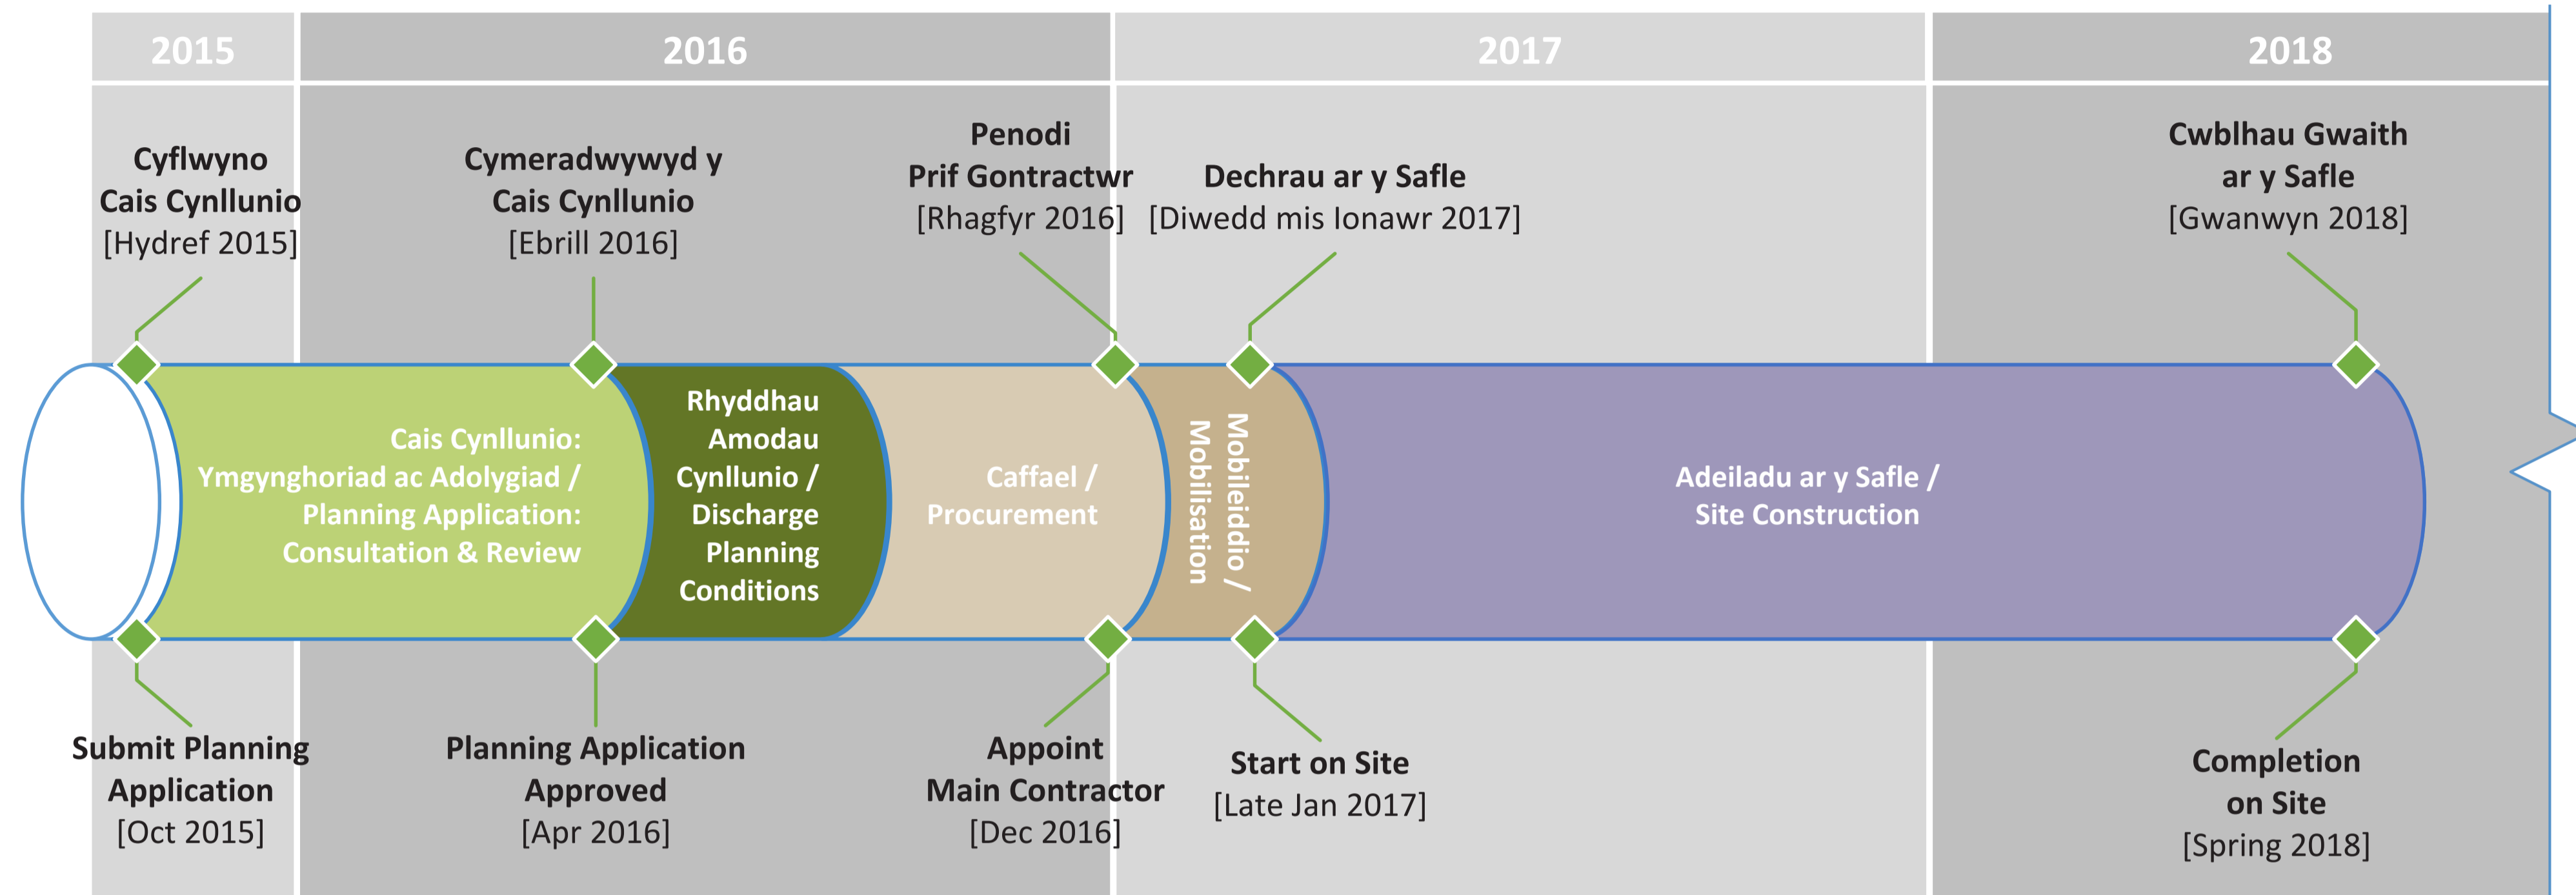 2015
2016
2017
2018
Cyflwyno
Cais Cynllunio
[Hydref 2015]
Cymeradwywyd y
Cais Cynllunio
[Ebrill 2016]
Penodi
Prif Gontractwr
[Rhagfyr 2016]
Dechrau ar y Safle
[Diwedd mis Ionawr 2017]
Cwblhau Gwaith
ar y Safle
[Gwanwyn 2018]
Cais Cynllunio:
Ymgynghoriad ac Adolygiad /
Planning Application:
Consultation & Review
Rhyddhau
Amodau
Cynllunio /
Discharge
Planning
Conditions
Caffael /
Procurement
Mobileiddio /
Mobilisation
Adeiladu ar y Safle /
Site Construction
Submit Planning
Application
[Oct 2015]
Planning Application
Approved
[Apr 2016]
Appoint
Main Contractor
[Dec 2016]
Start on Site
[Late Jan 2017]
Completion
on Site
[Spring 2018]